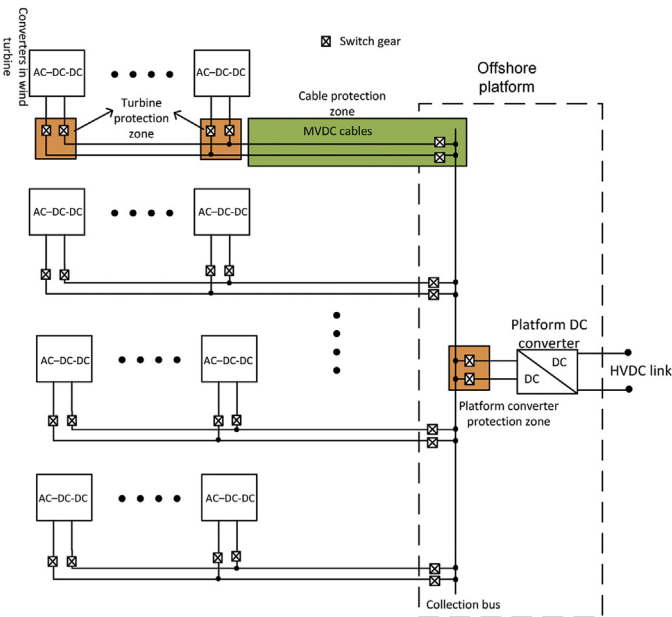 Converters in wind
turbine
Switch gear
AC–DC-DC
AC–DC-DC
Offshore
platform
Turbine
protection
zone
Cable protection
zone
MVDC cables
AC–DC-DC
AC–DC-DC
Platform DC
converter
AC–DC-DC
AC–DC-DC
DC
DC
HVDC link
Platform converter
protection zone
AC–DC-DC
AC–DC-DC
Collection bus